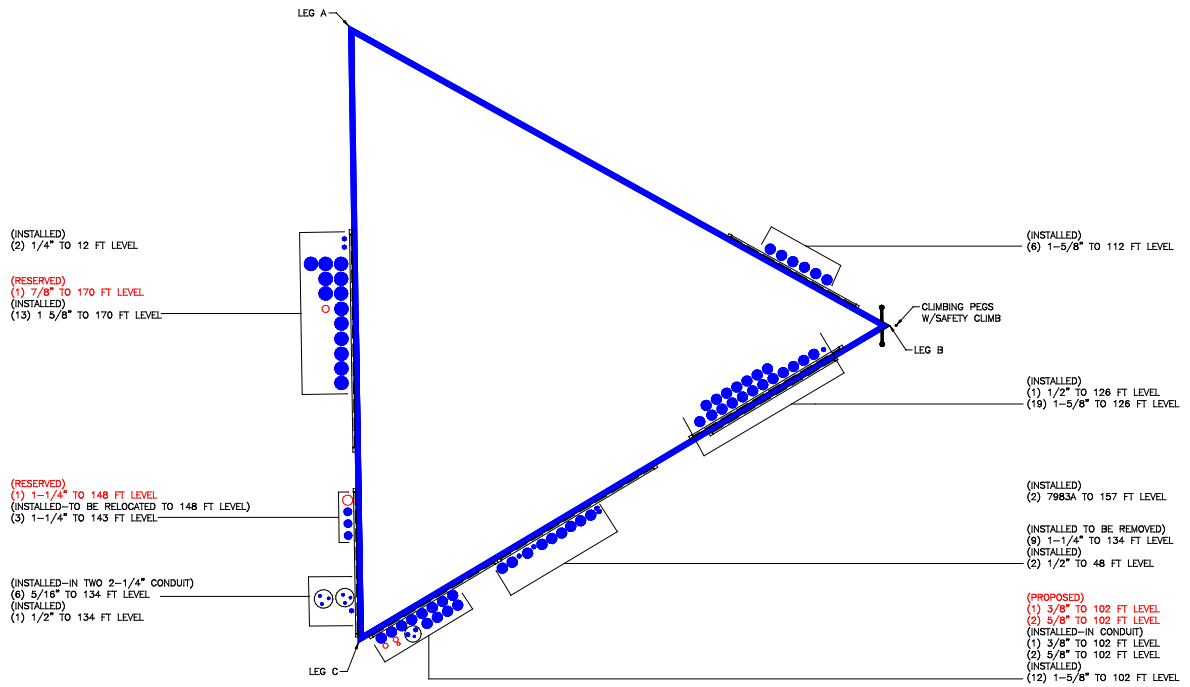 LEG A
(INSTALLED)
(2) 1/4" TO 12 FT LEVEL
(RESERVED)
(1) 7/8" TO 170 FT LEVEL
(INSTALLED)
(13) 1 5/8" TO 170 FT LEVEL
(RESERVED)
(1) 1-1/4" TO 148 FT LEVEL
(INSTALLED-TO BE RELOCATED TO 148 FT LEVEL)
(3) 1-1/4" TO 143 FT LEVEL
(INSTALLED-IN TWO 2-1/4" CONDUIT)
(6) 5/16" TO 134 FT LEVEL
(INSTALLED)
(1) 1/2" TO 134 FT LEVEL
LEG C
(INSTALLED)
(6) 1-5/8" TO 112 FT LEVEL
CLIMBING PEGS
W/SAFETY CLIMB
LEG B
(INSTALLED)
(1) 1/2" TO 126 FT LEVEL
(19) 1-5/8" TO 126 FT LEVEL
(INSTALLED)
(2) 7983A TO 157 FT LEVEL
(INSTALLED TO BE REMOVED)
(9) 1-1/4" TO 134 FT LEVEL
(INSTALLED)
(2) 1/2" TO 48 FT LEVEL
(PROPOSED)
(1) 3/8" TO 102 FT LEVEL
(2) 5/8" TO 102 FT LEVEL
(INSTALLED-IN CONDUIT)
(1) 3/8" TO 102 FT LEVEL
(2) 5/8" TO 102 FT LEVEL
(INSTALLED)
(12) 1-5/8" TO 102 FT LEVEL